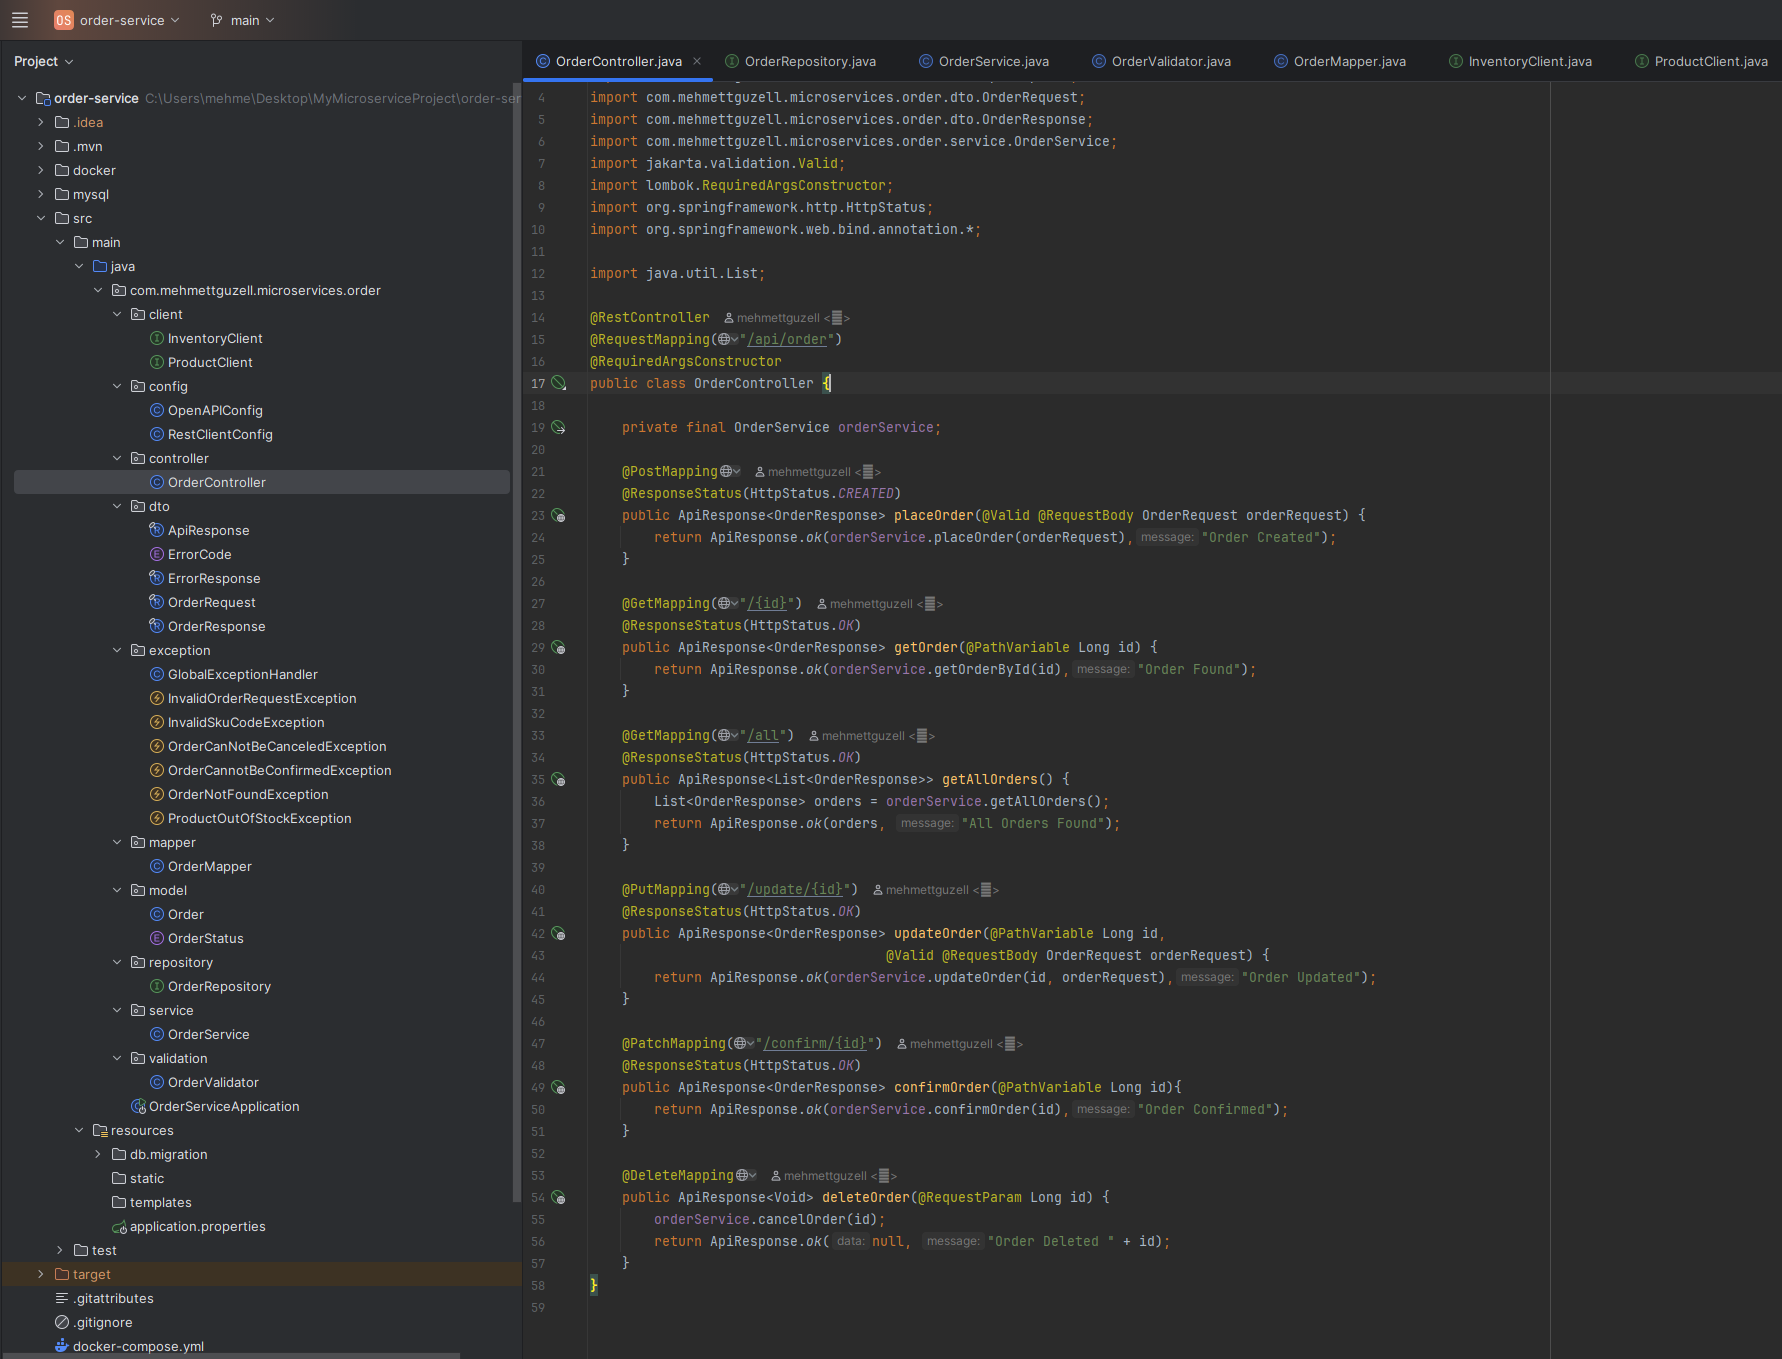 OS order-service main
Project
order-service C:\Users\mehme\Desktop\MyMicroserviceProject\order-ser
.idea
.mvn
docker
mysql
src
main
java
com.mehmettguzell.microservices.order
client
InventoryClient
ProductClient
config
OpenAPIConfig
RestClientConfig
controller
OrderController
dto
ApiResponse
ErrorCode
ErrorResponse
OrderRequest
OrderResponse
exception
GlobalExceptionHandler
InvalidOrderRequestException
InvalidSkuCodeException
OrderCanNotBeCanceledException
OrderCannotBeConfirmedException
OrderNotFoundException
ProductOutOfStockException
mapper
OrderMapper
model
Order
OrderStatus
repository
OrderRepository
service
OrderService
validation
OrderValidator
OrderServiceApplication
resources
db.migration
static
templates
application.properties
test
target
.gitattributes
.gitignore
docker-compose.yml
OrderController.java OrderRepository.java OrderService.java OrderValidator.java OrderMapper.java InventoryClient.java ProductClient.java
4 import com.mehmettguzell.microservices.order.dto.OrderRequest;
5 import com.mehmettguzell.microservices.order.dto.OrderResponse;
6 import com.mehmettguzell.microservices.order.service.OrderService;
7 import jakarta.validation.Valid;
8 import lombok.RequiredArgsConstructor;
9 import org.springframework.http.HttpStatus;
10 import org.springframework.web.bind.annotation.*;
11
12 import java.util.List;
13
14 @RestController mehmettguzell <>
15 @RequestMapping("/api/order")
16 @RequiredArgsConstructor
17 public class OrderController {
18
19 private final OrderService orderService;
20
21 @PostMapping mehmettguzell <>
22 @ResponseStatus(HttpStatus.CREATED)
23 public ApiResponse<OrderResponse> placeOrder(@Valid @RequestBody OrderRequest orderRequest) {
24 return ApiResponse.ok(orderService.placeOrder(orderRequest), message: "Order Created");
25 }
26
27 @GetMapping("/{id}") mehmettguzell <>
28 @ResponseStatus(HttpStatus.OK)
29 public ApiResponse<OrderResponse> getOrder(@PathVariable Long id) {
30 return ApiResponse.ok(orderService.getOrderById(id), message: "Order Found");
31 }
32
33 @GetMapping("/all") mehmettguzell <>
34 @ResponseStatus(HttpStatus.OK)
35 public ApiResponse<List<OrderResponse>> getAllOrders() {
36 List<OrderResponse> orders = orderService.getAllOrders();
37 return ApiResponse.ok(orders, message: "All Orders Found");
38 }
39
40 @PutMapping("/update/{id}") mehmettguzell <>
41 @ResponseStatus(HttpStatus.OK)
42 public ApiResponse<OrderResponse> updateOrder(@PathVariable Long id,
43 @Valid @RequestBody OrderRequest orderRequest) {
44 return ApiResponse.ok(orderService.updateOrder(id, orderRequest), message: "Order Updated");
45 }
46
47 @PatchMapping("/confirm/{id}") mehmettguzell <>
48 @ResponseStatus(HttpStatus.OK)
49 public ApiResponse<OrderResponse> confirmOrder(@PathVariable Long id){
50 return ApiResponse.ok(orderService.confirmOrder(id), message: "Order Confirmed");
51 }
52
53 @DeleteMapping mehmettguzell <>
54 public ApiResponse<Void> deleteOrder(@RequestParam Long id) {
55 orderService.cancelOrder(id);
56 return ApiResponse.ok( data: null, message: "Order Deleted " + id);
57 }
58 }
59